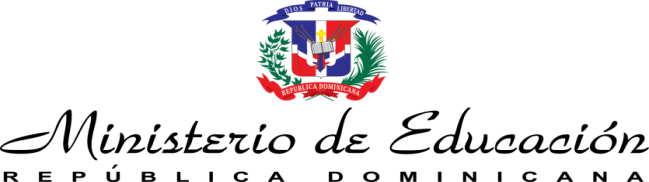 DIOS PATRIA LIBERTAD
REPÚBLICA DOMINICANA
Ministerio de Educación
REPÚBLICA DOMINICANA